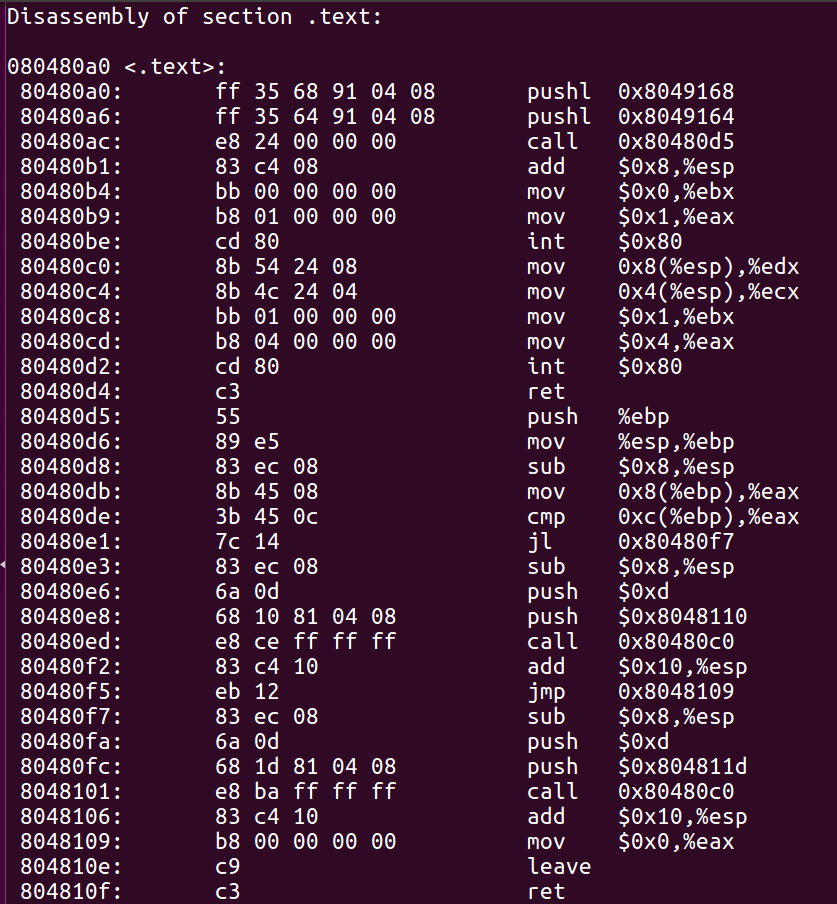 Disassembly of section .text:
080480a0 <.text>:
80480a0: ff 35 68 91 04 08 pushl 0x8049168
80480a6: ff 35 64 91 04 08 pushl 0x8049164
80480ac: e8 24 00 00 00 call 0x80480d5
80480b1: 83 c4 08 add $0x8,%esp
80480b4: bb 00 00 00 00 mov $0x0,%ebx
80480b9: b8 01 00 00 00 mov $0x1,%eax
80480be: cd 80 int $0x80
80480c0: 8b 54 24 08 mov 0x8(%esp),%edx
80480c4: 8b 4c 24 04 mov 0x4(%esp),%ecx
80480c8: bb 01 00 00 00 mov $0x1,%ebx
80480cd: b8 04 00 00 00 mov $0x4,%eax
80480d2: cd 80 int $0x80
80480d4: c3 ret
80480d5: 55 push %ebp
80480d6: 89 e5 mov %esp,%ebp
80480d8: 83 ec 08 sub $0x8,%esp
80480db: 8b 45 08 mov 0x8(%ebp),%eax
80480de: 3b 45 0c cmp 0xc(%ebp),%eax
80480e1: 7c 14 jl 0x80480f7
80480e3: 83 ec 08 sub $0x8,%esp
80480e6: 6a 0d push $0xd
80480e8: 68 10 81 04 08 push $0x8048110
80480ed: e8 ce ff ff ff call 0x80480c0
80480f2: 83 c4 10 add $0x10,%esp
80480f5: eb 12 jmp 0x8048109
80480f7: 83 ec 08 sub $0x8,%esp
80480fa: 6a 0d push $0xd
80480fc: 68 1d 81 04 08 push $0x804811d
8048101: e8 ba ff ff ff call 0x80480c0
8048106: 83 c4 10 add $0x10,%esp
8048109: b8 00 00 00 00 mov $0x0,%eax
804810e: c9 leave
804810f: c3 ret